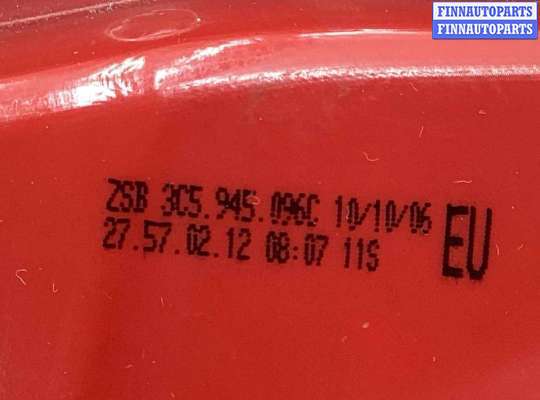 FINNAUTOPARTS
FINNAUTOPARTS
ZSB 3C5.945.096C 10/10/06
27.57.02.12 08:07 11S
EU